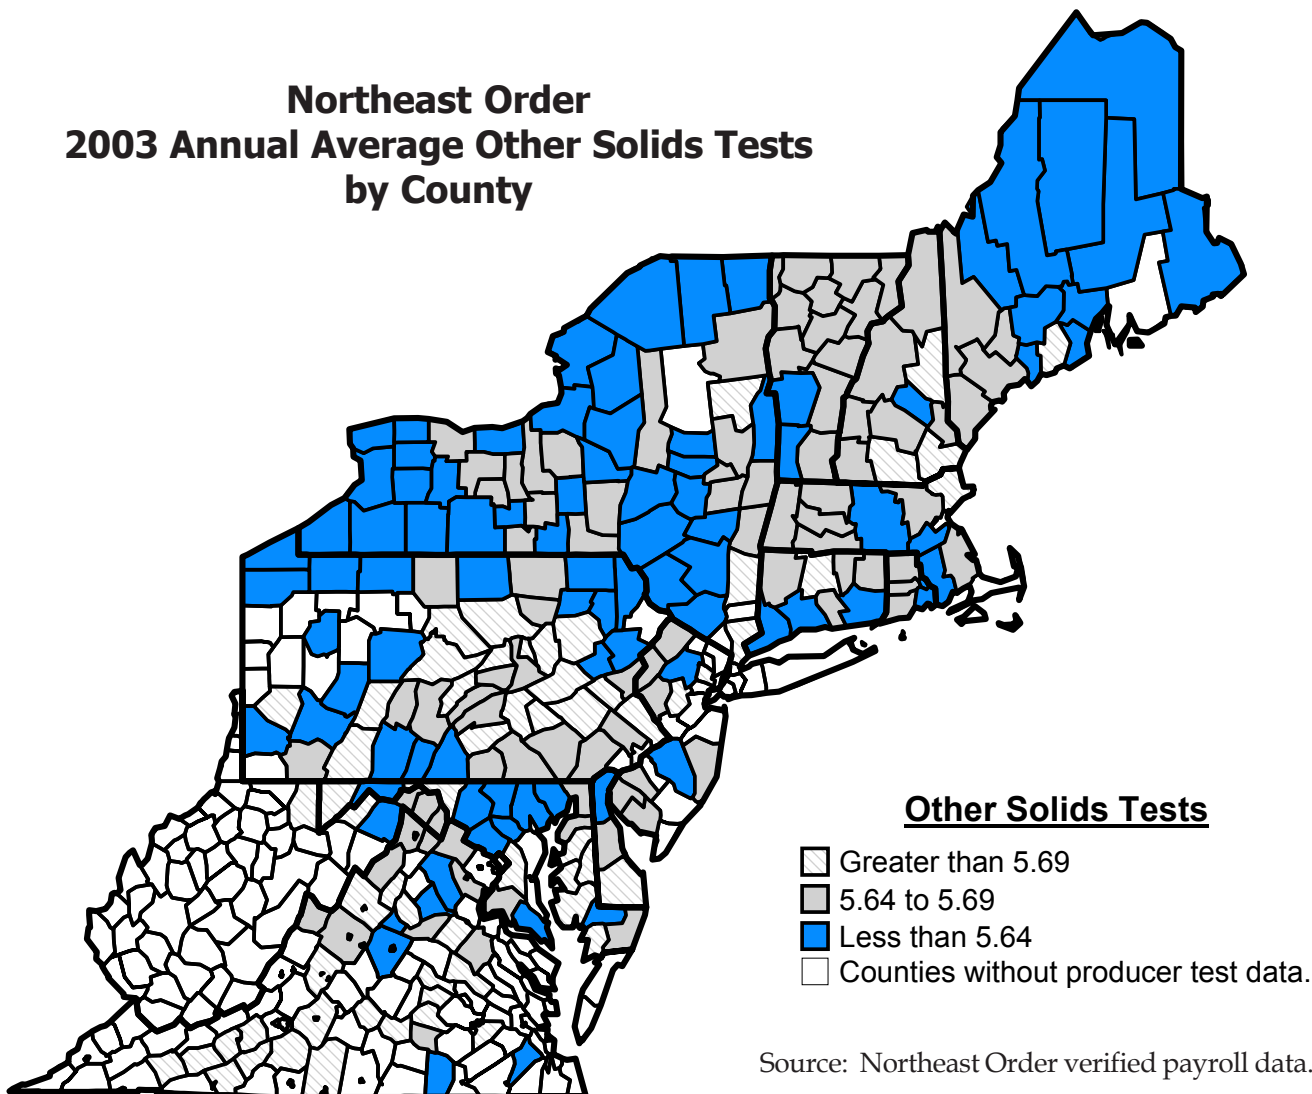 Northeast Order
2003 Annual Average Other Solids Tests
by County
Other Solids Tests
Greater than 5.69
5.64 to 5.69
Less than 5.64
Counties without producer test data.
Source: Northeast Order verified payroll data.